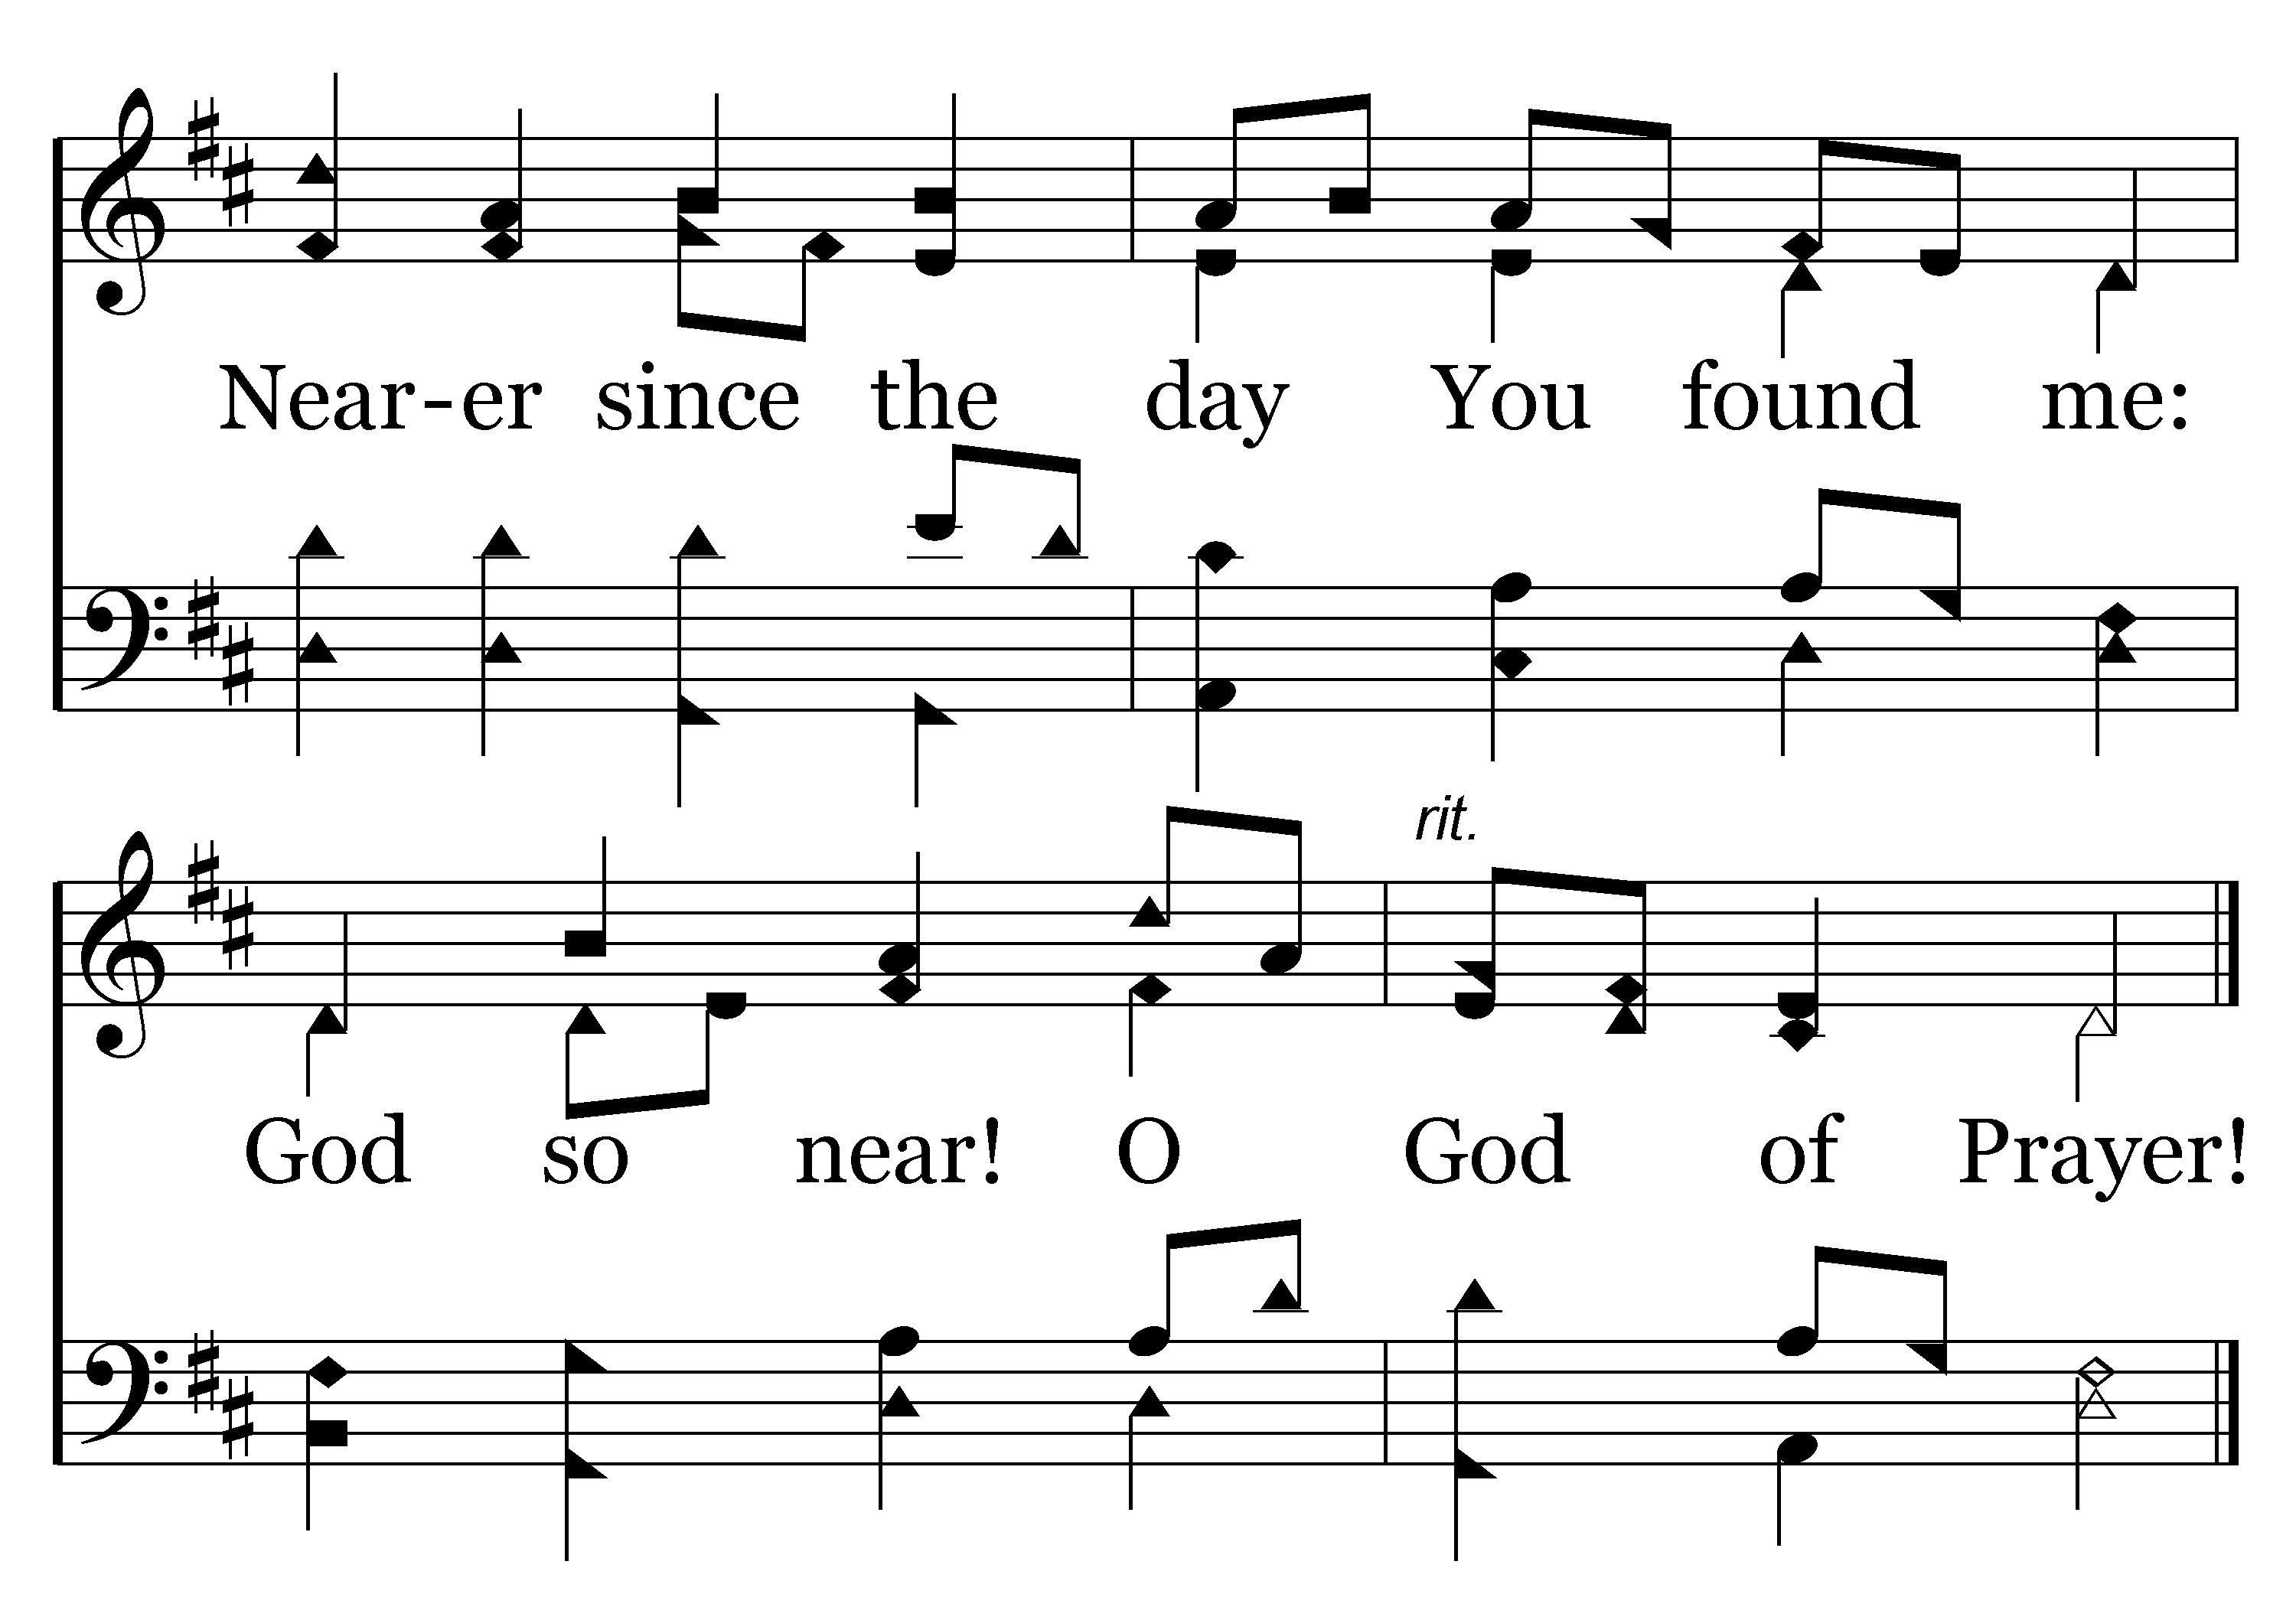 Near-er since the day You found me:
rit.
God so near! O God of Prayer!